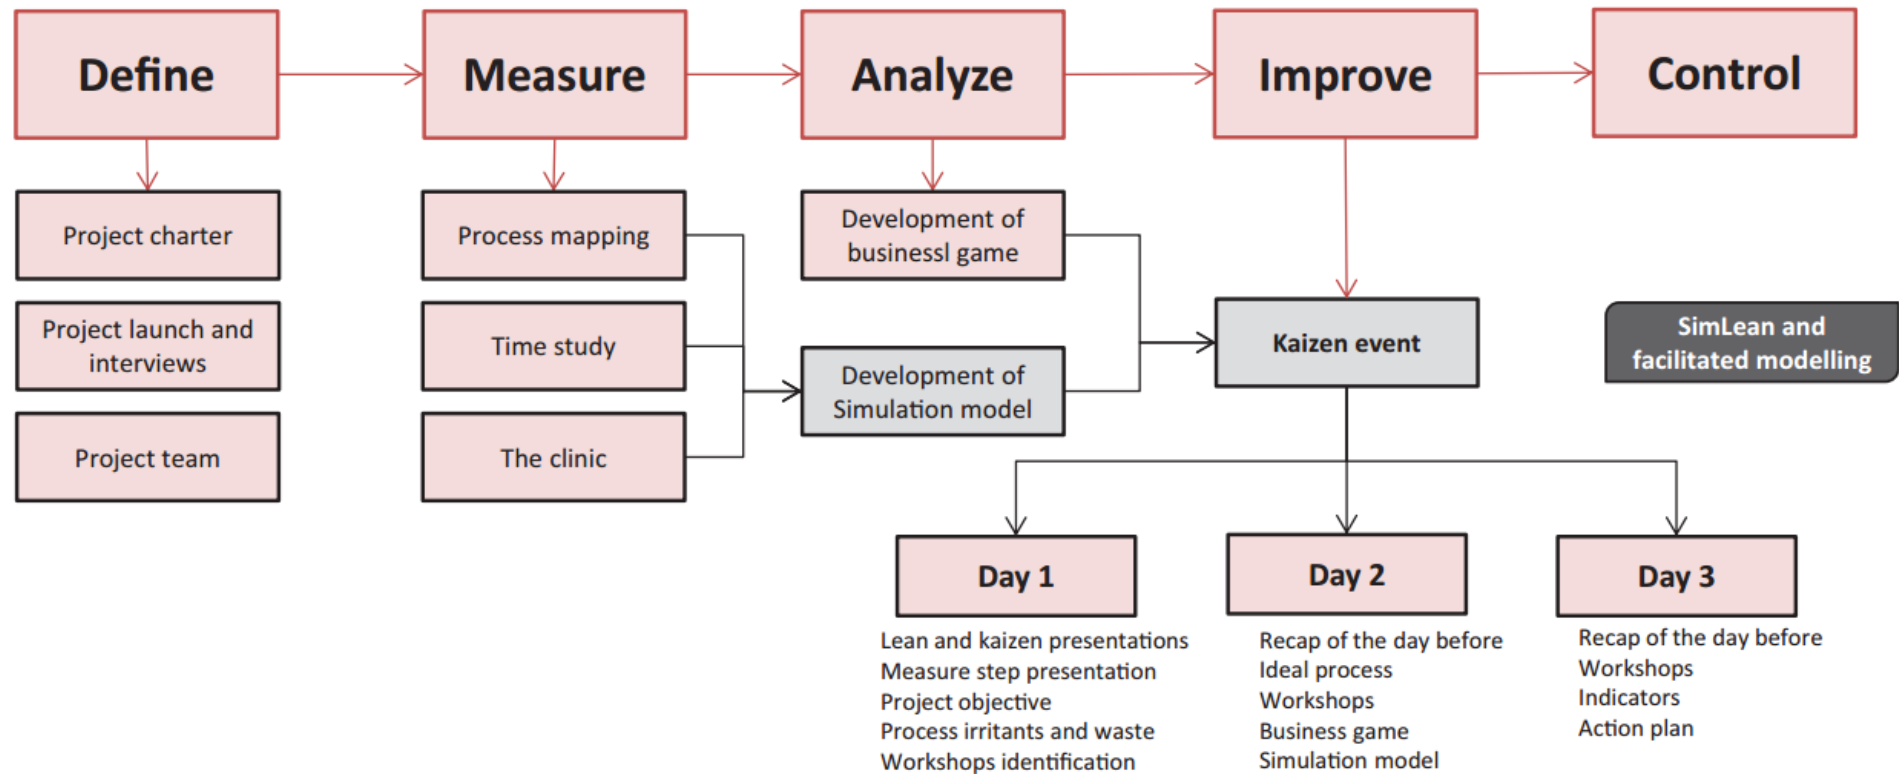 Define
Measure
Analyze
Improve
Control
Project charter
Process mapping
Development of
businessl game
Project launch and
interviews
Time study
Kaizen event
SimLean and
facilitated modelling
Development of
Simulation model
Project team
The clinic
Day 1
Day 2
Day 3
Lean and kaizen presentations
Measure step presentation
Project objective
Process irritants and waste
Workshops identification
Recap of the day before
Ideal process
Workshops
Business game
Simulation model
Recap of the day before
Workshops
Indicators
Action plan